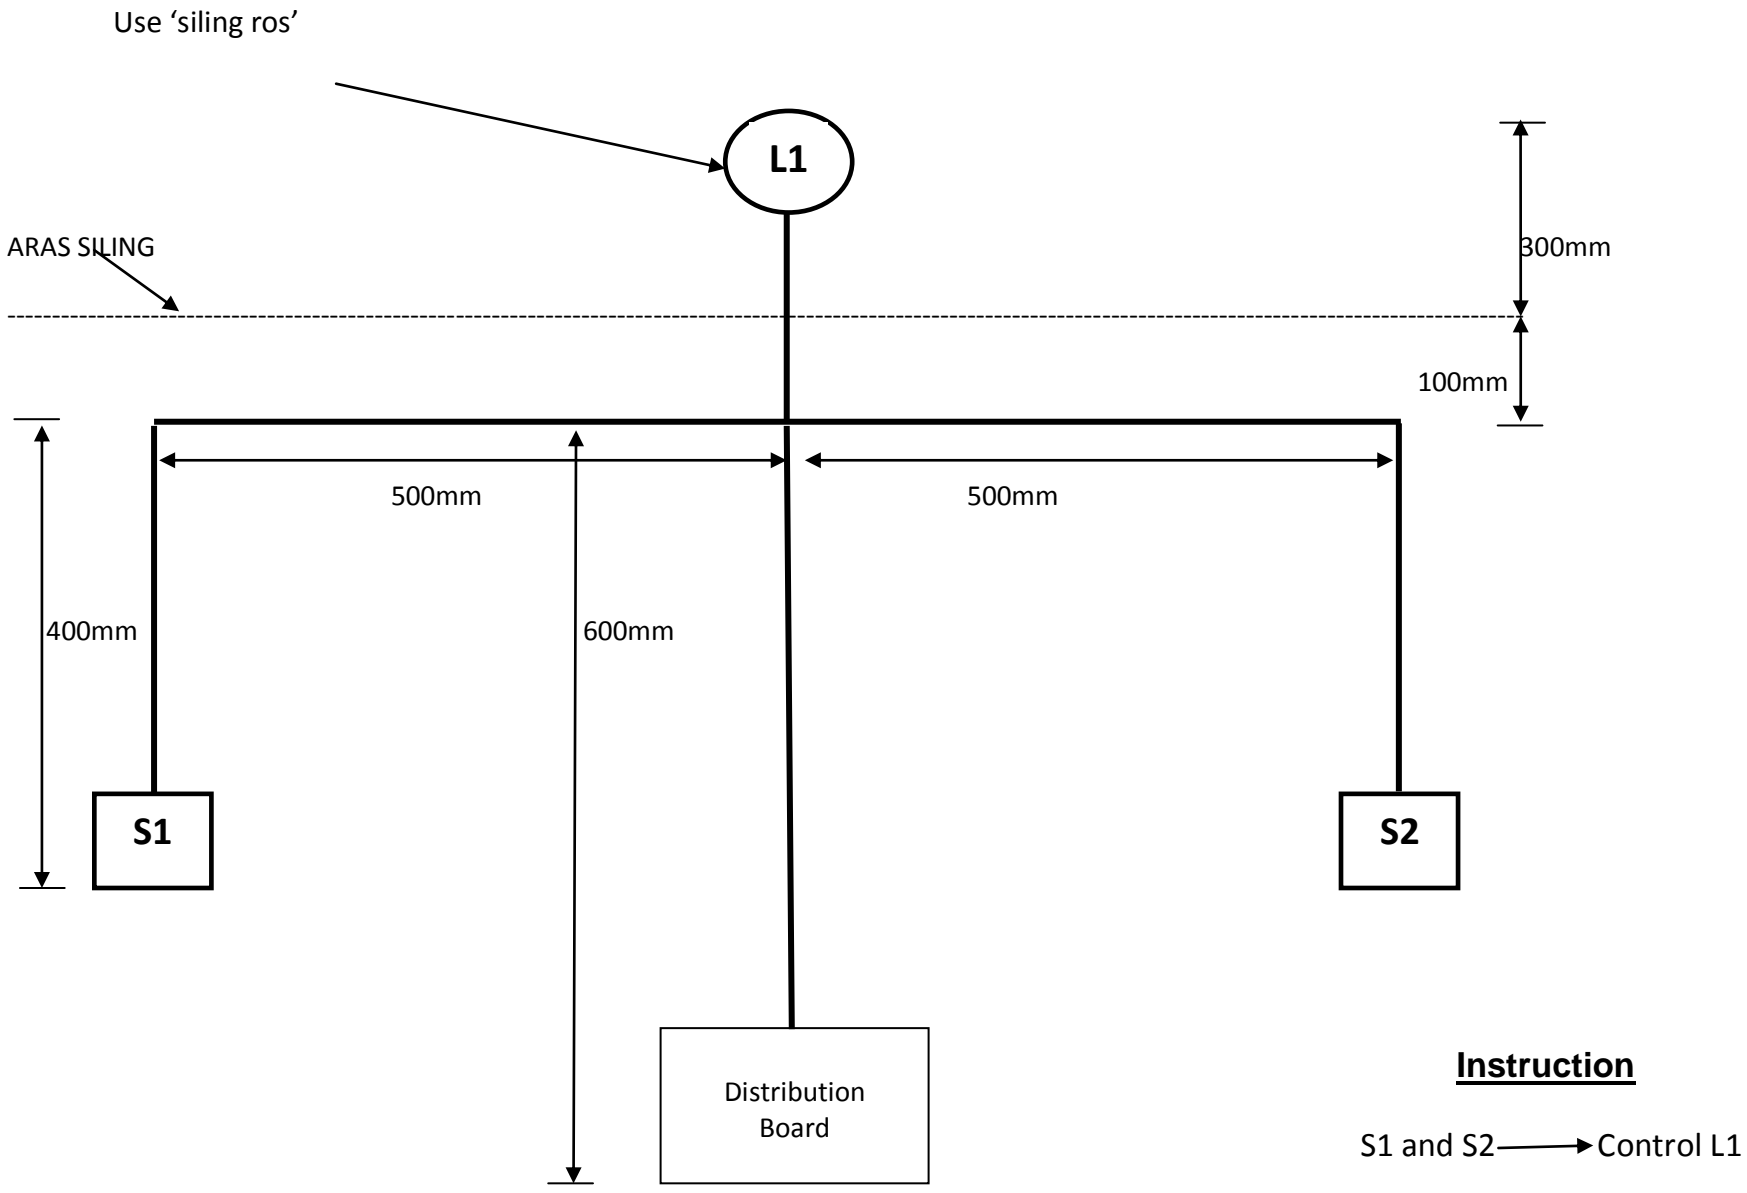 Use ‘siling ros’
L1
ARAS SILING
300mm
100mm
500mm
500mm
400mm
600mm
S1
S2
Distribution
Board
Instruction
S1 and S2 Control L1